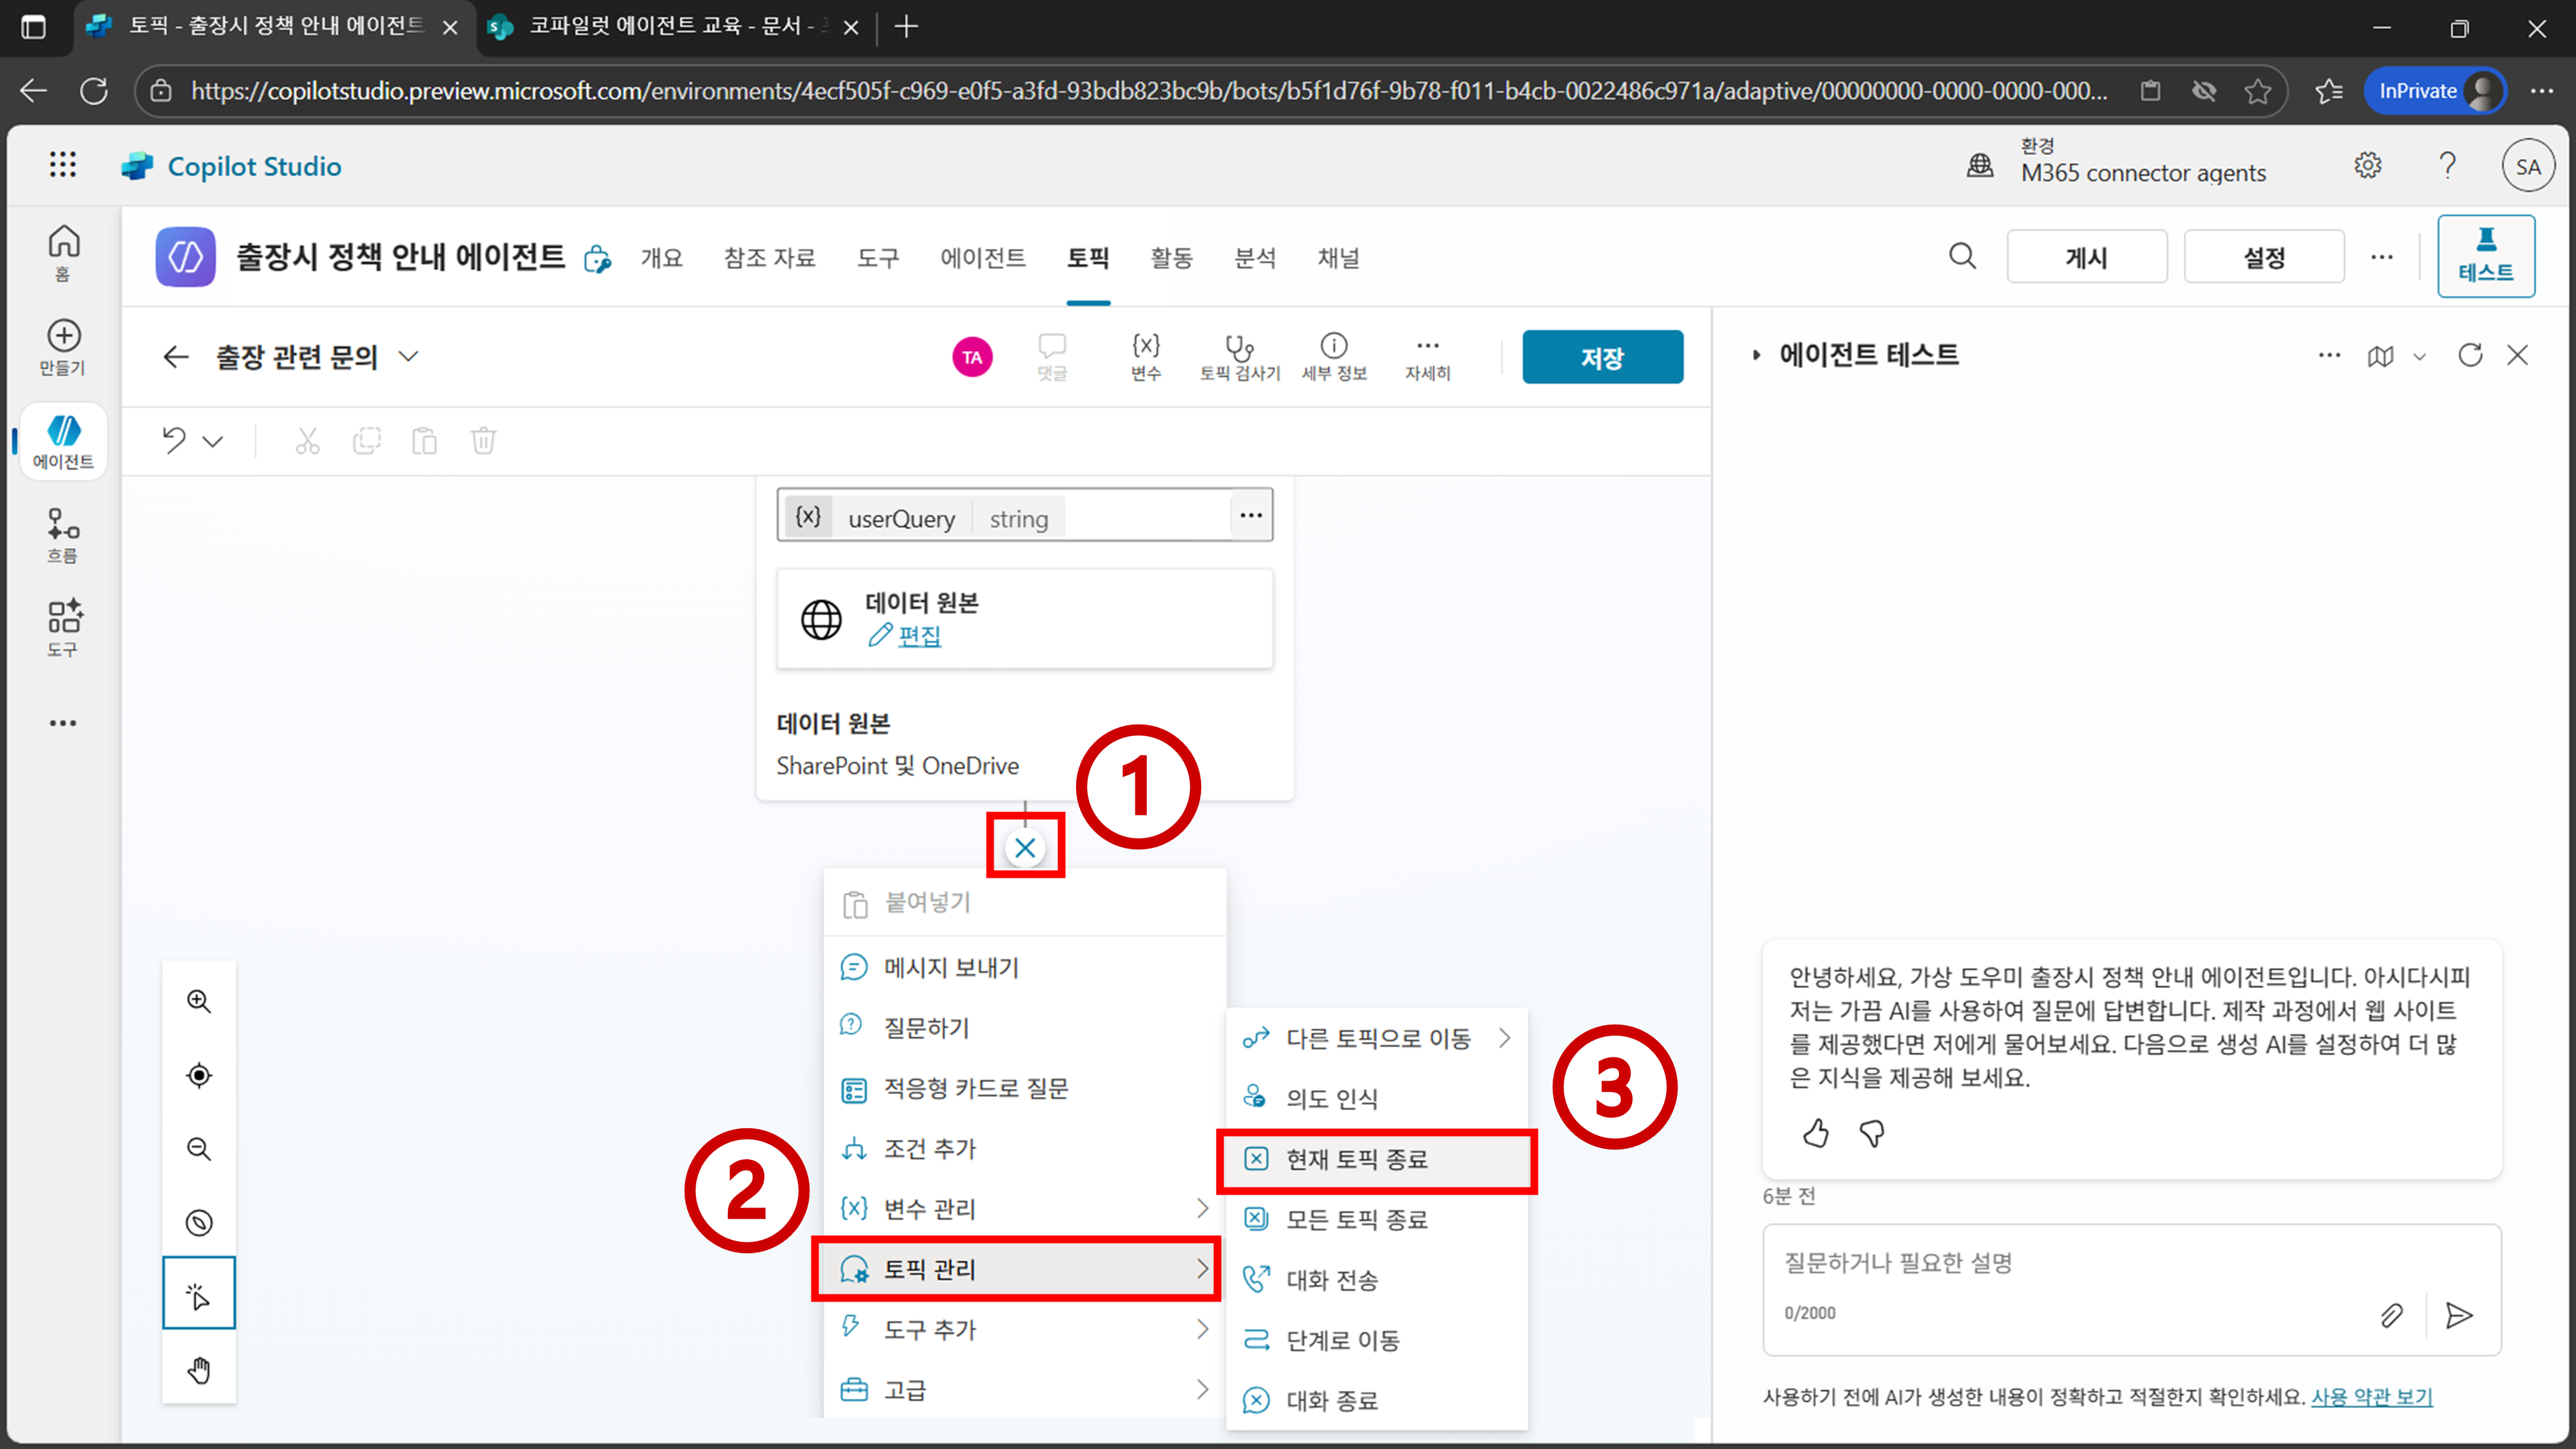 토픽 - 출장시 정책 안내 에이전트
코파일럿 에이전트 교육 - 문서 -
https://copilotstudio.preview.microsoft.com/environments/4ecf505f-c969-e0f5-a3fd-93bdb823bc9b/bots/b5f1d76f-9b78-f011-b4cb-0022486c971a/adaptive/00000000-0000-0000-000...
InPrivate
Copilot Studio
환경
M365 connector agents
SA
홈
만들기
에이전트
흐름
도구
출장시 정책 안내 에이전트
개요
참조 자료
도구
에이전트
토픽
활동
분석
채널
게시
설정
테스트
출장 관련 문의
TA
댓글
{x}
변수
토픽 검사기
세부 정보
자세히
저장
{x} userQuery string
데이터 원본
편집
데이터 원본
SharePoint 및 OneDrive
1
붙여넣기
메시지 보내기
질문하기
적응형 카드로 질문
조건 추가
{x} 변수 관리
2
토픽 관리
도구 추가
고급
다른 토픽으로 이동
의도 인식
3
현재 토픽 종료
모든 토픽 종료
대화 전송
단계로 이동
대화 종료
에이전트 테스트
안녕하세요, 가상 도우미 출장시 정책 안내 에이전트입니다. 아시다시피
저는 가끔 AI를 사용하여 질문에 답변합니다. 제작 과정에서 웹 사이트
를 제공했다면 저에게 물어보세요. 다음으로 생성 AI를 설정하여 더 많
은 지식을 제공해 보세요.
6분 전
질문하거나 필요한 설명
0/2000
사용하기 전에 AI가 생성한 내용이 정확하고 적절한지 확인하세요. 사용 약관 보기